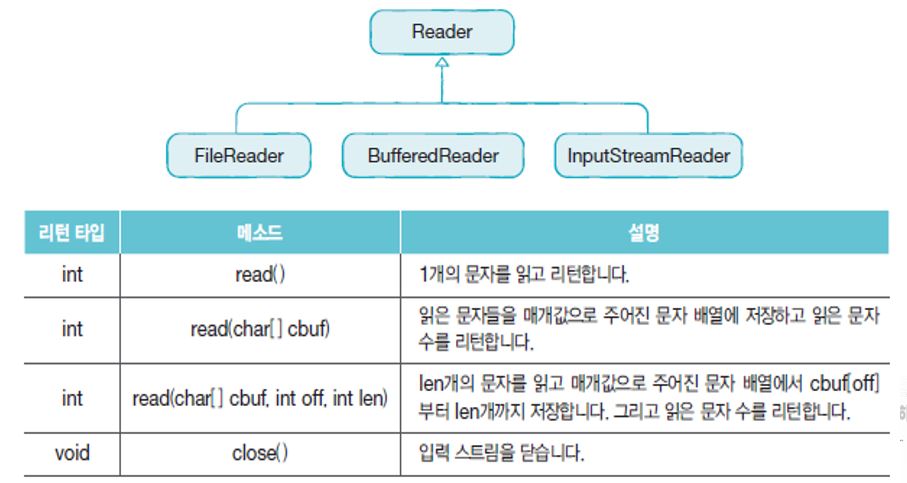 Reader
FileReader
BufferedReader
InputStreamReader
리턴 타입 메소드 설명
int read() 1개의 문자를 읽고 리턴합니다.
int read(char[] cbuf) 읽은 문자들을 매개값으로 주어진 문자 배열에 저장하고 읽은 문자
수를 리턴합니다.
int read(char[] cbuf, int off, int len) len개의 문자를 읽고 매개값으로 주어진 문자 배열에서 cbuf[off]
부터 len개까지 저장합니다. 그리고 읽은 문자 수를 리턴합니다.
void close() 입력 스트림을 닫습니다.